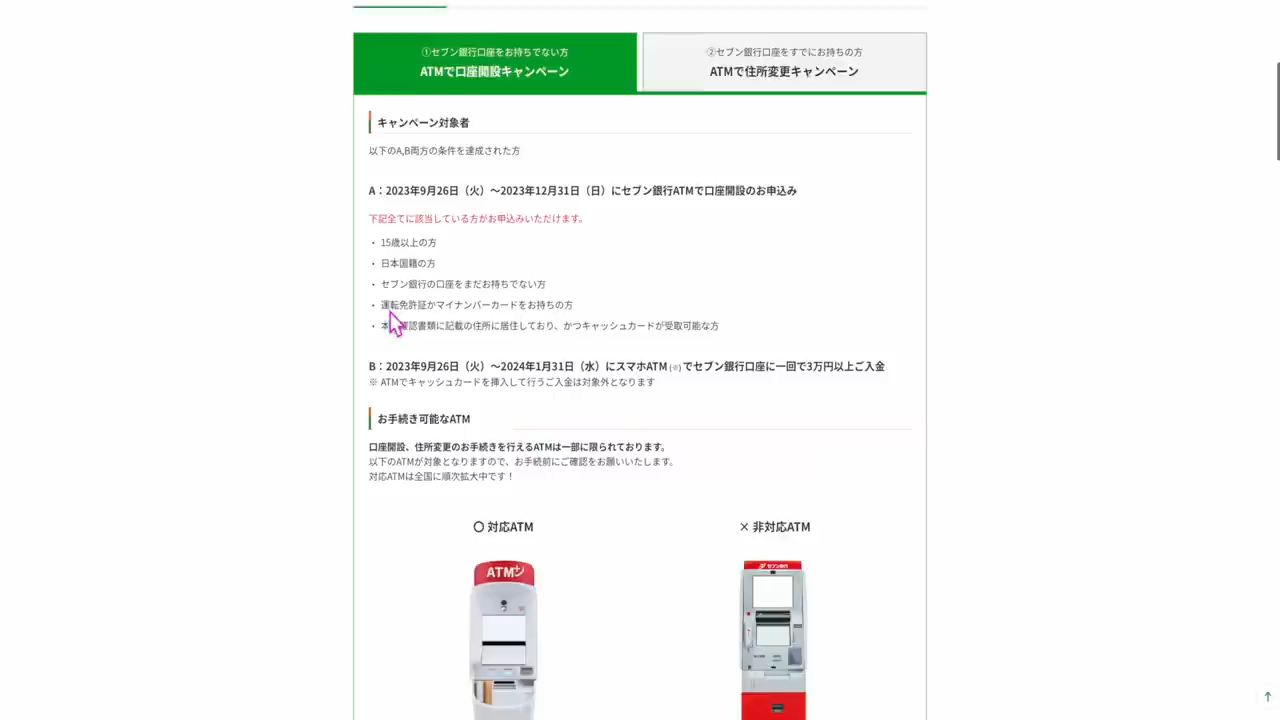 ①セブン銀行口座をお持ちでない方
ATMで口座開設キャンペーン
②セブン銀行口座をすでにお持ちの方
ATMで住所変更キャンペーン
キャンペーン対象者
以下のA,B両方の条件を達成された方
A：2023年9月26日（火）～2023年12月31日（日）にセブン銀行ATMで口座開設のお申込み
下記全てに該当している方がお申込みいただけます。
・ 15歳以上の方
・ 日本国籍の方
・ セブン銀行の口座をまだお持ちでない方
・ 運転免許証かマイナンバーカードをお持ちの方
・ 本 確認書類に記載の住所に居住しており、かつキャッシュカードが受取可能な方
B：2023年9月26日（火）～2024年1月31日（水）にスマホATM (※) でセブン銀行口座に一回で3万円以上ご入金
※ ATMでキャッシュカードを挿入して行うご入金は対象外となります
お手続き可能なATM
口座開設、住所変更のお手続きを行えるATMは一部に限られております。
以下のATMが対象となりますので、お手続前にご確認をお願いいたします。
対応ATMは全国に順次拡大中です！
〇 対応ATM
× 非対応ATM
ATM+
セブン銀行
↑